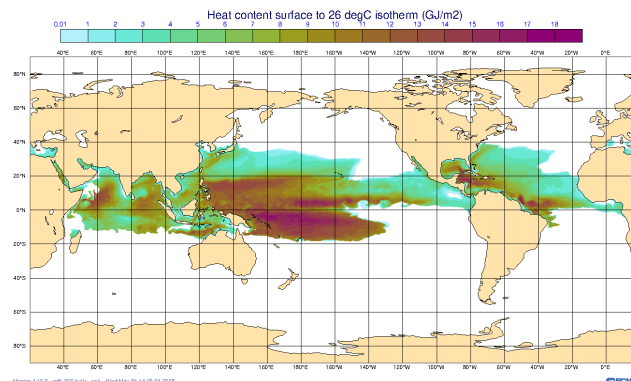 Heat content surface to 26 degC isotherm (GJ/m2)
0.01 1 2 3 4 5 6 7 8 9 10 11 12 13 14 15 16 17 18
40°E 60°E 80°E 100°E 120°E 140°E 160°E 180°E 160°W 140°W 120°W 100°W 80°W 60°W 40°W 20°W 0°E
80°N
60°N
40°N
20°N
0°N
20°S
40°S
60°S
80°S
40°E 60°E 80°E 100°E 120°E 140°E 160°E 180°E 160°W 140°W 120°W 100°W 80°W 60°W 40°W 20°W 0°E